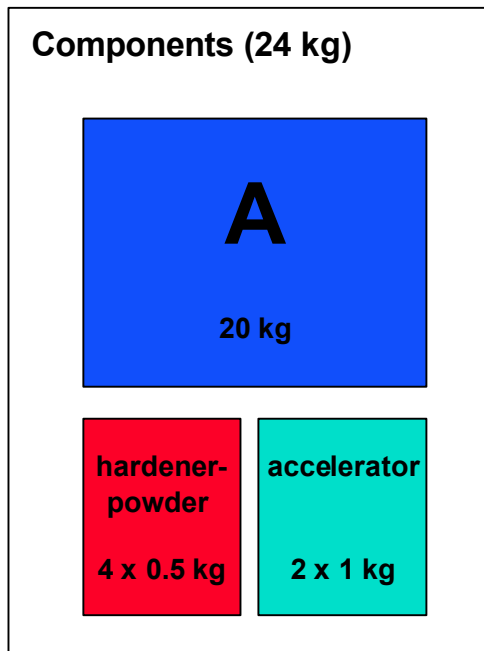 Components (24 kg)
A
20 kg
hardener-
powder
4 x 0.5 kg
accelerator
2 x 1 kg